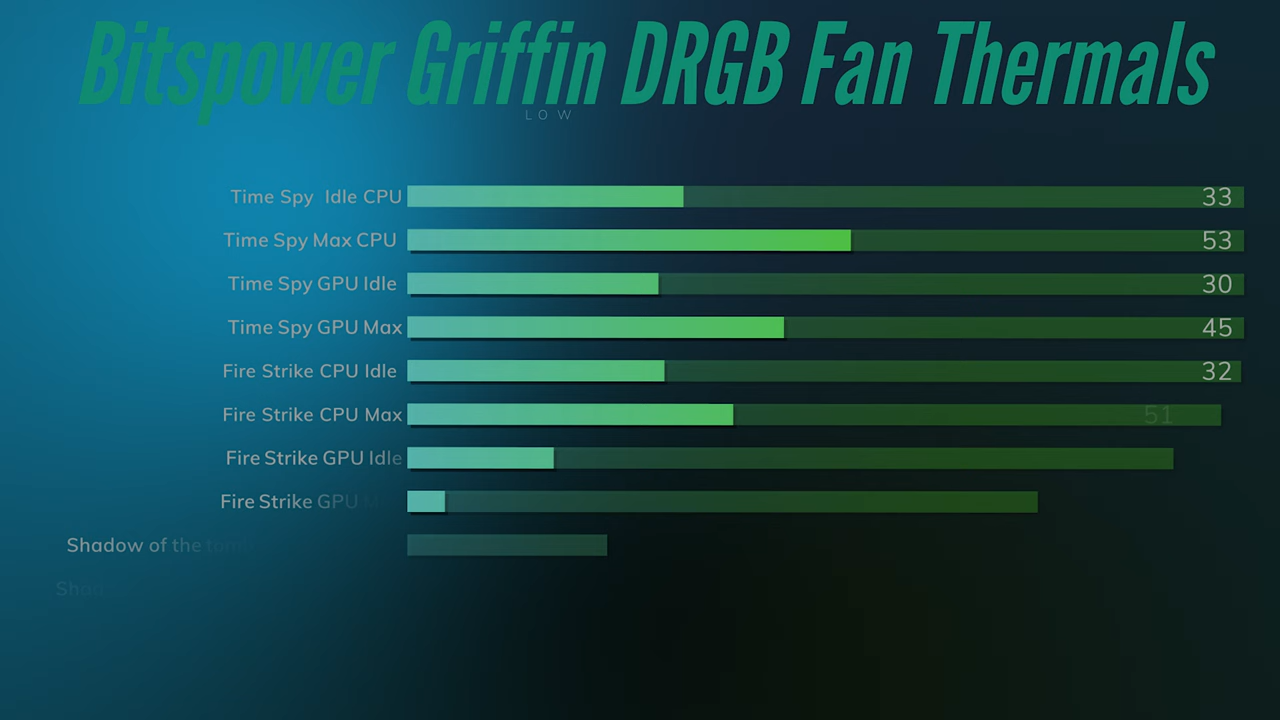 Bitspower Griffin DRGB Fan Thermals
LOW
Time Spy Idle CPU 33
Time Spy Max CPU 53
Time Spy GPU Idle 30
Time Spy GPU Max 45
Fire Strike CPU Idle 32
Fire Strike CPU Max 51
Fire Strike GPU Idle
Fire Strike GPU
Shadow of the tomb